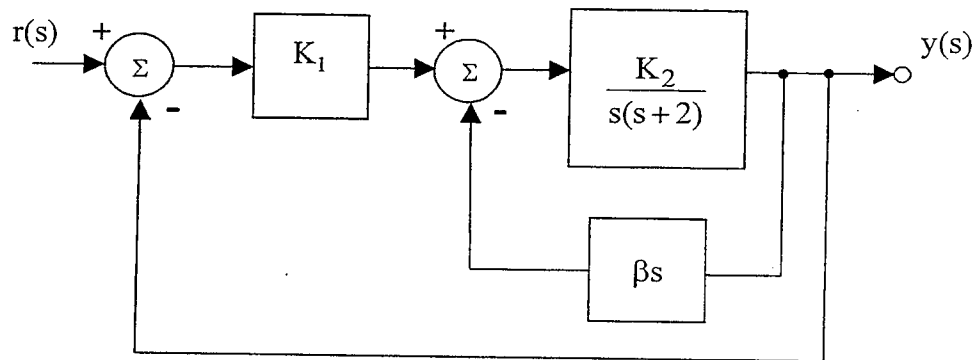 r(s)
+
Σ
-
K₁
+
Σ
-
K₂
s(s+2)
y(s)
βs